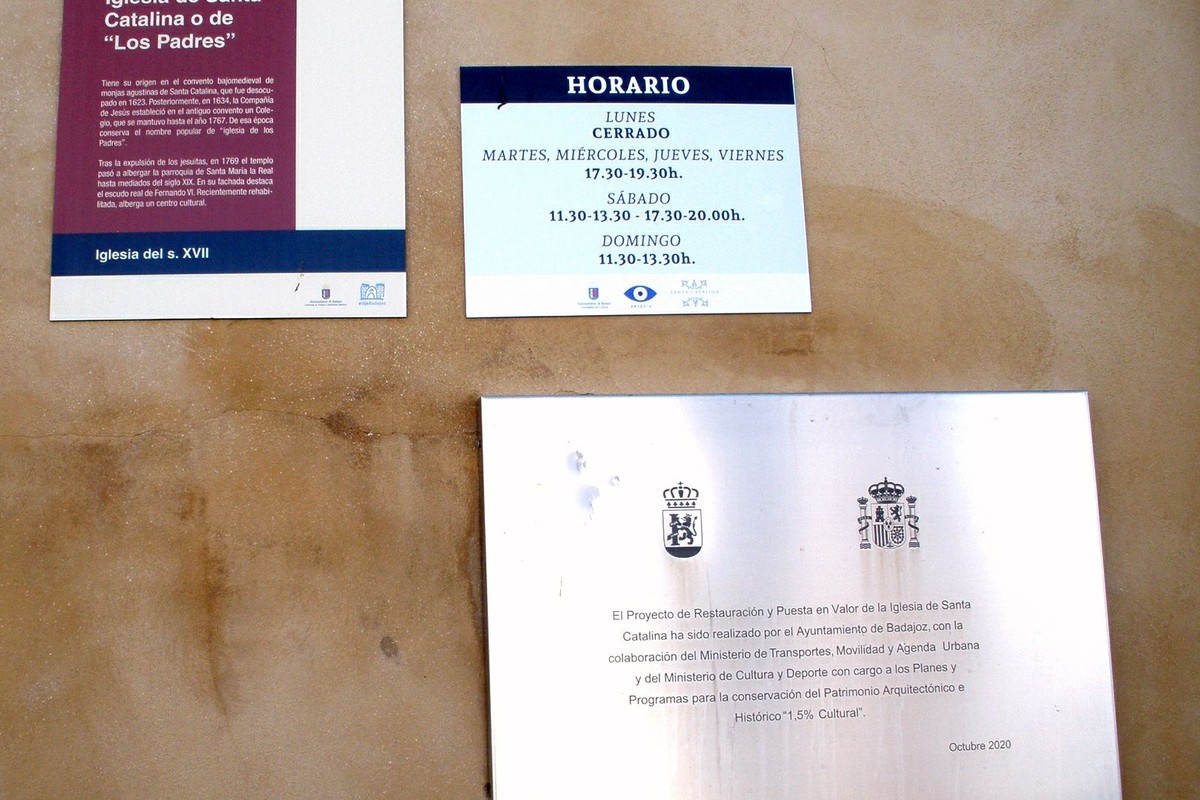 Iglesia de Santa
Catalina o de
“Los Padres”
Tiene su origen en el convento bajomedieval de
monjas agustinas de Santa Catalina, que fue desocu-
pado en 1623. Posteriormente, en 1634, la Compañía
de Jesús estableció en el antiguo convento un Cole-
gio, que se mantuvo hasta el año 1767. De esa época
conserva el nombre popular de “iglesia de los
Padres”.
Tras la expulsión de los jesuitas, en 1769 el templo
pasó a albergar la parroquia de Santa María la Real
hasta mediados del siglo XIX. En su fachada destaca
el escudo real de Fernando VI. Recientemente rehabi-
litada, alberga un centro cultural.
Iglesia del s. XVII
HORARIO
LUNES
CERRADO
MARTES, MIÉRCOLES, JUEVES, VIERNES
17.30-19.30h.
SÁBADO
11.30-13.30 - 17.30-20.00h.
DOMINGO
11.30-13.30h.
SANTA CATALINA
El Proyecto de Restauración y Puesta en Valor de la Iglesia de Santa
Catalina ha sido realizado por el Ayuntamiento de Badajoz, con la
colaboración del Ministerio de Transportes, Movilidad y Agenda Urbana
y del Ministerio de Cultura y Deporte con cargo a los Planes y
Programas para la conservación del Patrimonio Arquitectónico e
Histórico “1,5% Cultural”.
Octubre 2020